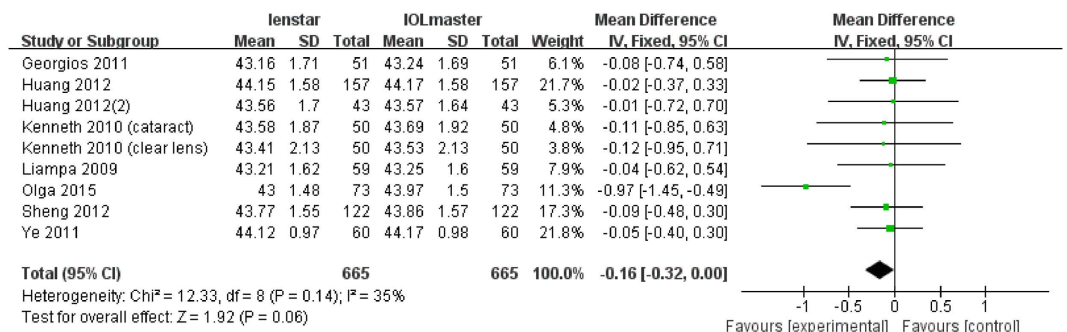 lenstar IOLmaster Mean Difference Mean Difference
Study or Subgroup Mean SD Total Mean SD Total Weight IV, Fixed, 95% CI IV, Fixed, 95% CI
Georgios 2011 43.16 1.71 51 43.24 1.69 51 6.1% -0.08 [-0.74, 0.58]
Huang 2012 44.15 1.58 157 44.17 1.58 157 21.7% -0.02 [-0.37, 0.33]
Huang 2012(2) 43.56 1.7 43 43.57 1.64 43 5.3% -0.01 [-0.72, 0.70]
Kenneth 2010 (cataract) 43.58 1.87 50 43.69 1.92 50 4.8% -0.11 [-0.85, 0.63]
Kenneth 2010 (clear lens) 43.41 2.13 50 43.53 2.13 50 3.8% -0.12 [-0.95, 0.71]
Liampa 2009 43.21 1.62 59 43.25 1.6 59 7.9% -0.04 [-0.62, 0.54]
Olga 2015 43 1.48 73 43.97 1.5 73 11.3% -0.97 [-1.45, -0.49]
Sheng 2012 43.77 1.55 122 43.86 1.57 122 17.3% -0.09 [-0.48, 0.30]
Ye 2011 44.12 0.97 60 44.17 0.98 60 21.8% -0.05 [-0.40, 0.30]
Total (95% CI) 665 665 100.0% -0.16 [-0.32, 0.00]
Heterogeneity: Chi² = 12.33, df = 8 (P = 0.14); I² = 35%
Test for overall effect: Z = 1.92 (P = 0.06)
-1 -0.5 0 0.5 1
Favours [experimental] Favours [control]